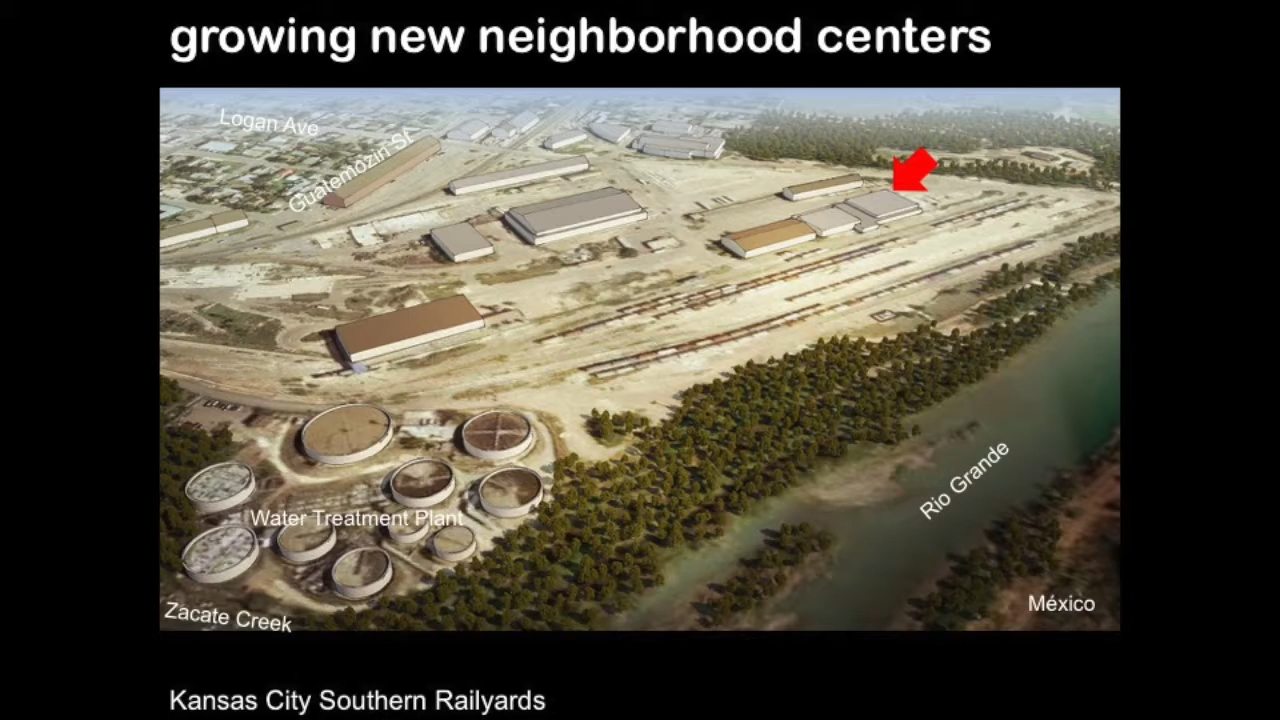 growing new neighborhood centers
Logan Ave
Guatemozin St
Water Treatment Plant
Rio Grande
México
Zacate Creek
Kansas City Southern Railyards